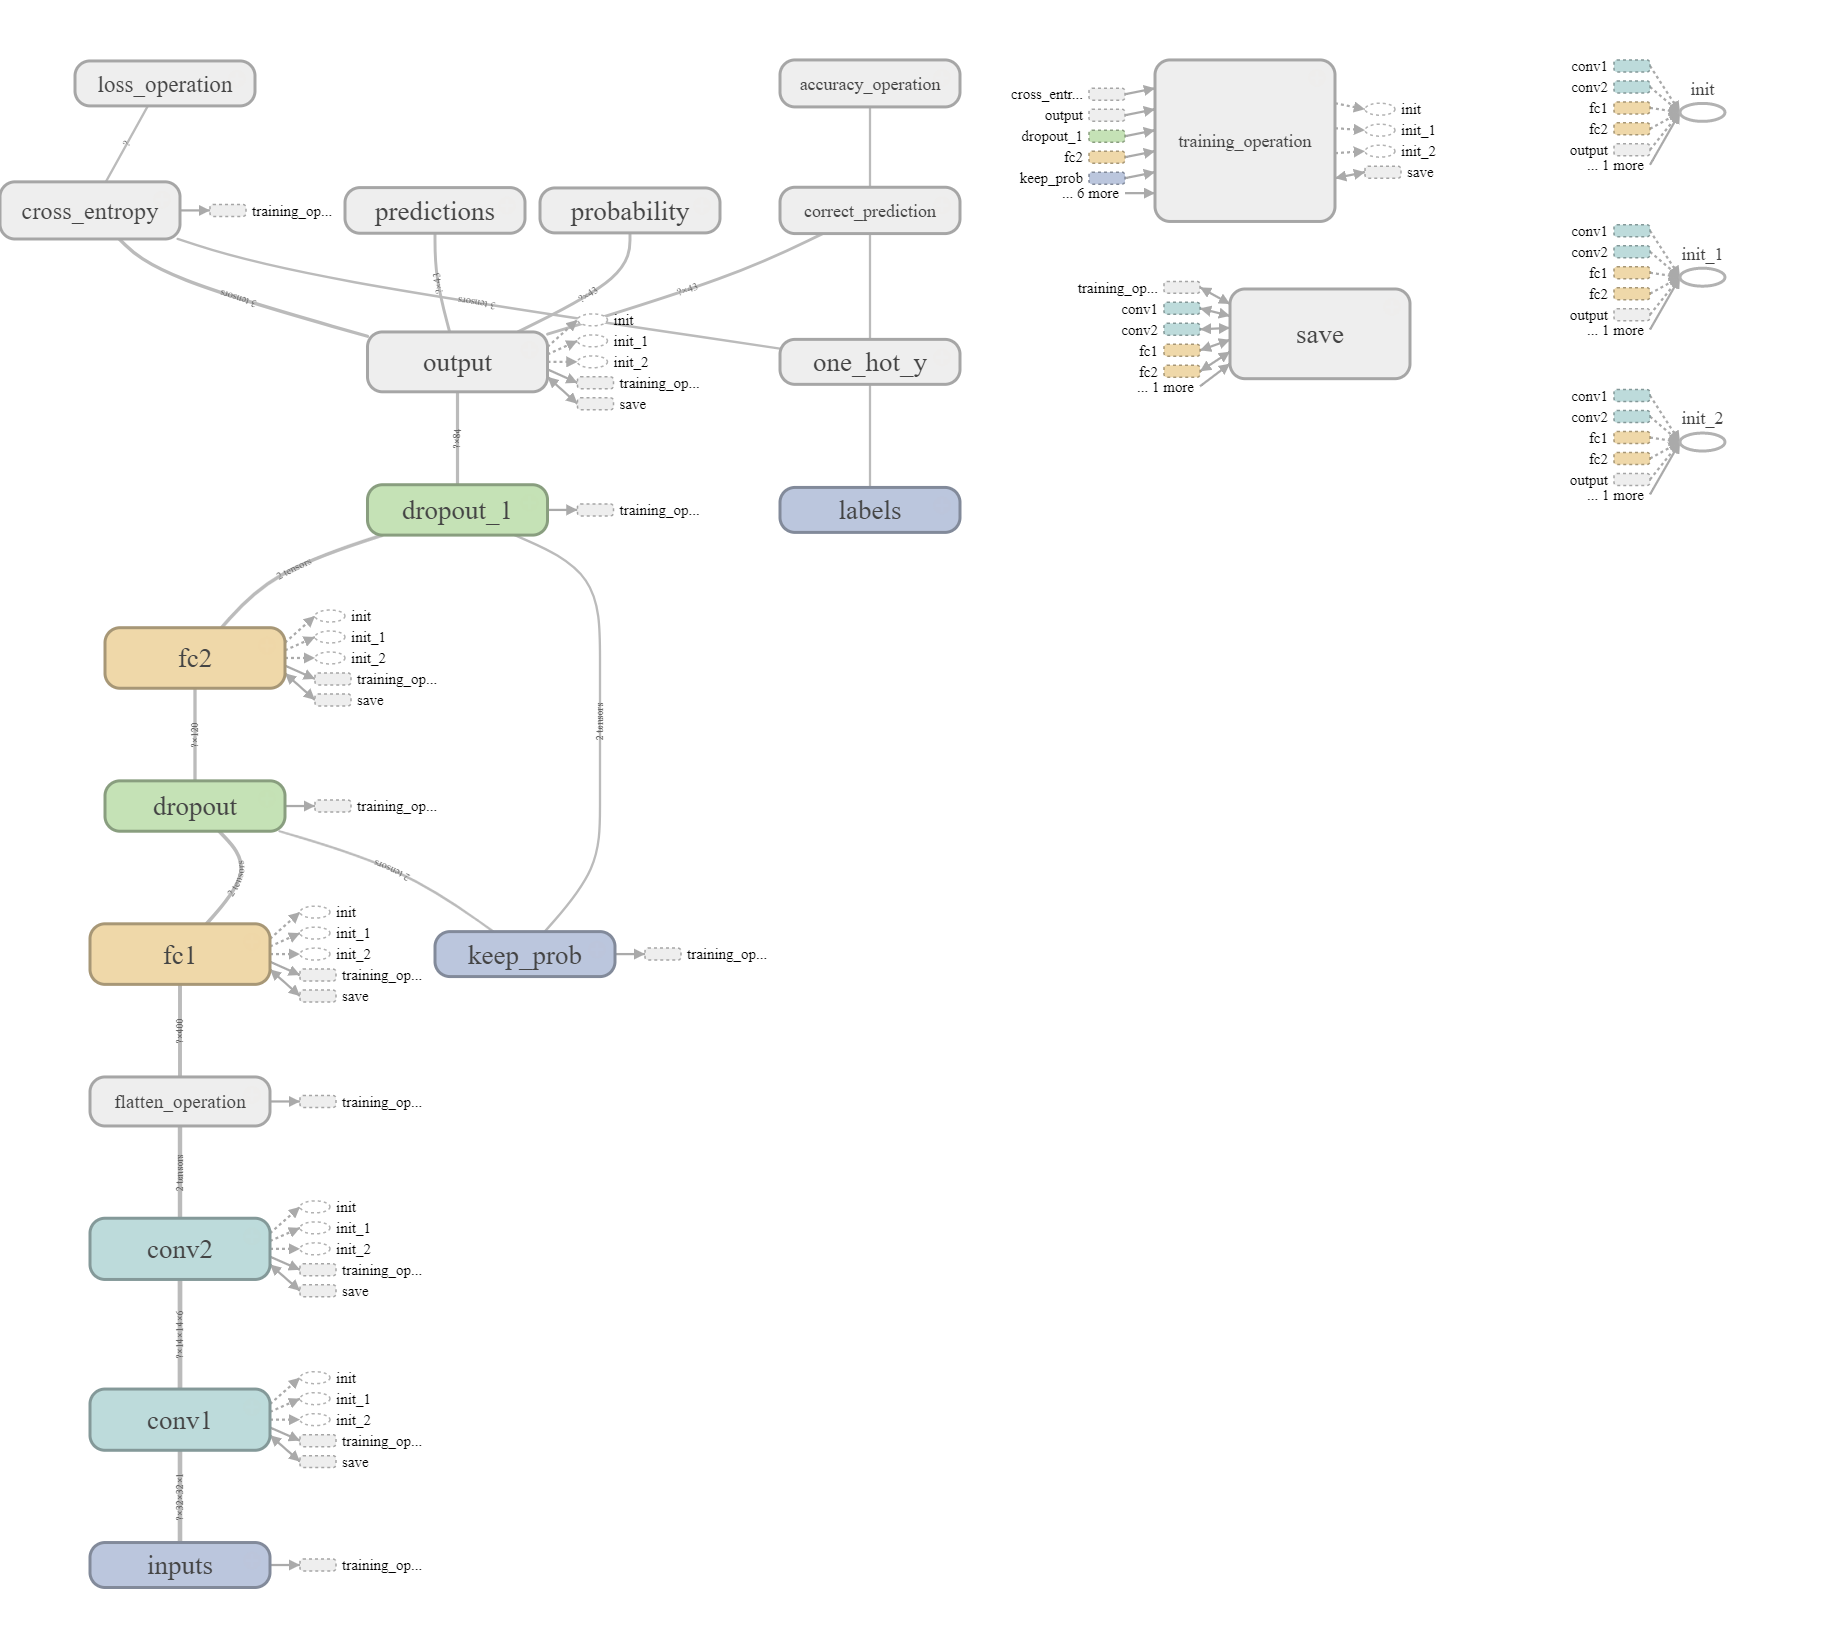 loss_operation
?
cross_entropy
training_op...
predictions
probability
accuracy_operation
correct_prediction
3 tensors
3 tensors
?×43
?×43
?×43
output
init
init_1
init_2
training_op...
save
one_hot_y
?×84
dropout_1
training_op...
labels
2 tensors
fc2
init
init_1
init_2
training_op...
save
2 tensors
?×120
dropout
training_op...
2 tensors
2 tensors
fc1
init
init_1
init_2
training_op...
save
keep_prob
training_op...
?×400
flatten_operation
training_op...
2 tensors
conv2
init
init_1
init_2
training_op...
save
?×14×14×6
conv1
init
init_1
init_2
training_op...
save
?×32×32×1
inputs
training_op...
cross_entr...
output
dropout_1
fc2
keep_prob
... 6 more
training_operation
init
init_1
init_2
save
training_op...
conv1
conv2
fc1
fc2
... 1 more
save
conv1
conv2
fc1
fc2
output
... 1 more
init
conv1
conv2
fc1
fc2
output
... 1 more
init_1
conv1
conv2
fc1
fc2
output
... 1 more
init_2